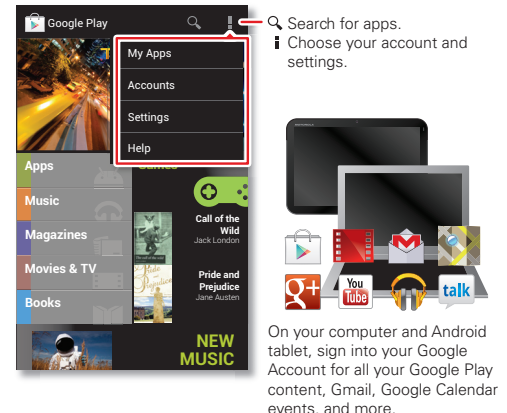 Google Play
My Apps
Accounts
Settings
Help
Apps
Music
Magazines
Movies & TV
Books
Call of the
Wild
Jack London
Pride and
Prejudice
Jane Austen
NEW
MUSIC
Search for apps.
Choose your account and
settings.
g+
You
Tube
talk
On your computer and Android
tablet, sign into your Google
Account for all your Google Play
content, Gmail, Google Calendar
events, and more.